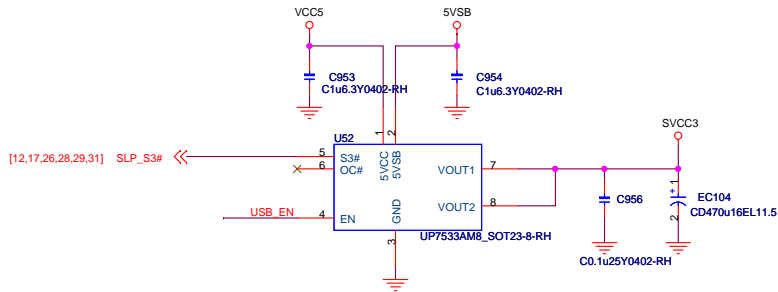 VCC5
5VSB
C953
C1u6.3Y0402-RH
C954
C1u6.3Y0402-RH
SVCC3
U52
1
2
[12,17,26,28,29,31] SLP_S3#
5
S3#
6
OC#
5VCC
5VSB
VOUT1
7
USB_EN
4
EN
GND
VOUT2
8
3
UP7533AM8_SOT23-8-RH
C956
C0.1u25Y0402-RH
+
1
2
EC104
CD470u16EL11.5